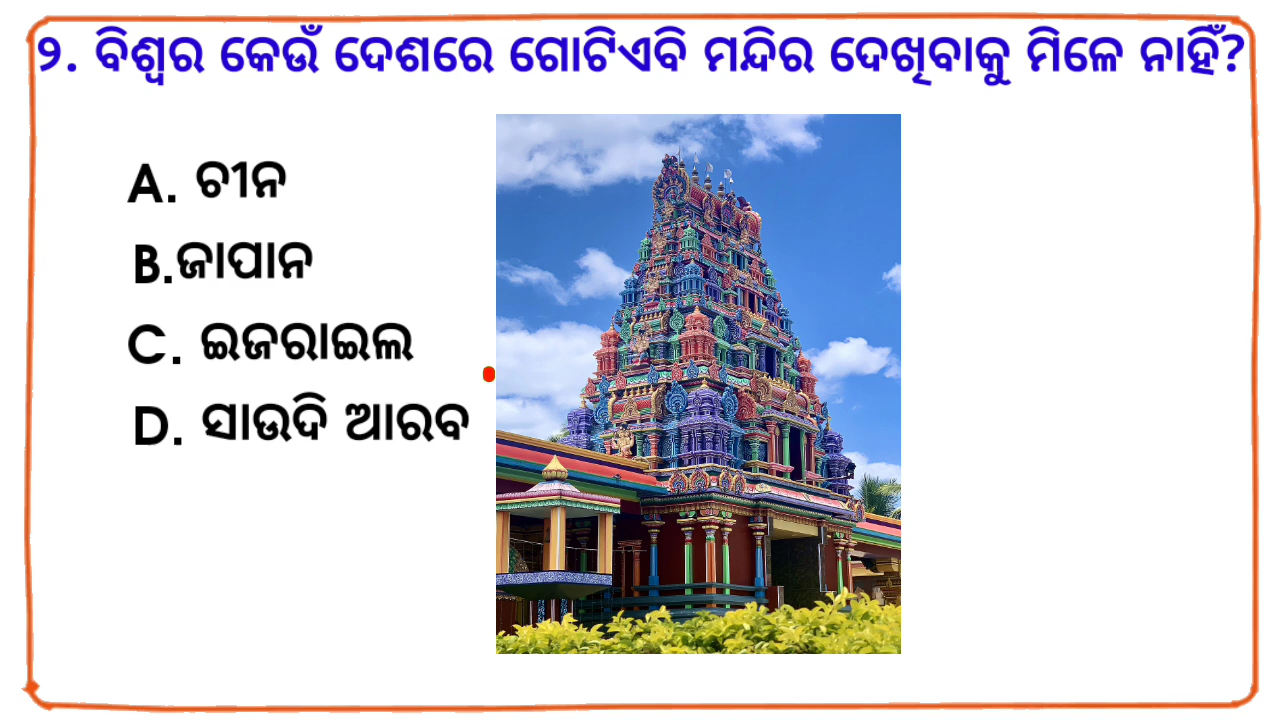 ୨. ବିଶ୍ୱର କେଉଁ ଦେଶରେ ଗୋଟିଏବି ମନ୍ଦିର ଦେଖିବାକୁ ମିଳେ ନାହିଁ?
A. ଚୀନ
B.ଜାପାନ
C. ଇଜରାଇଲ
D. ସାଉଦି ଆରବ